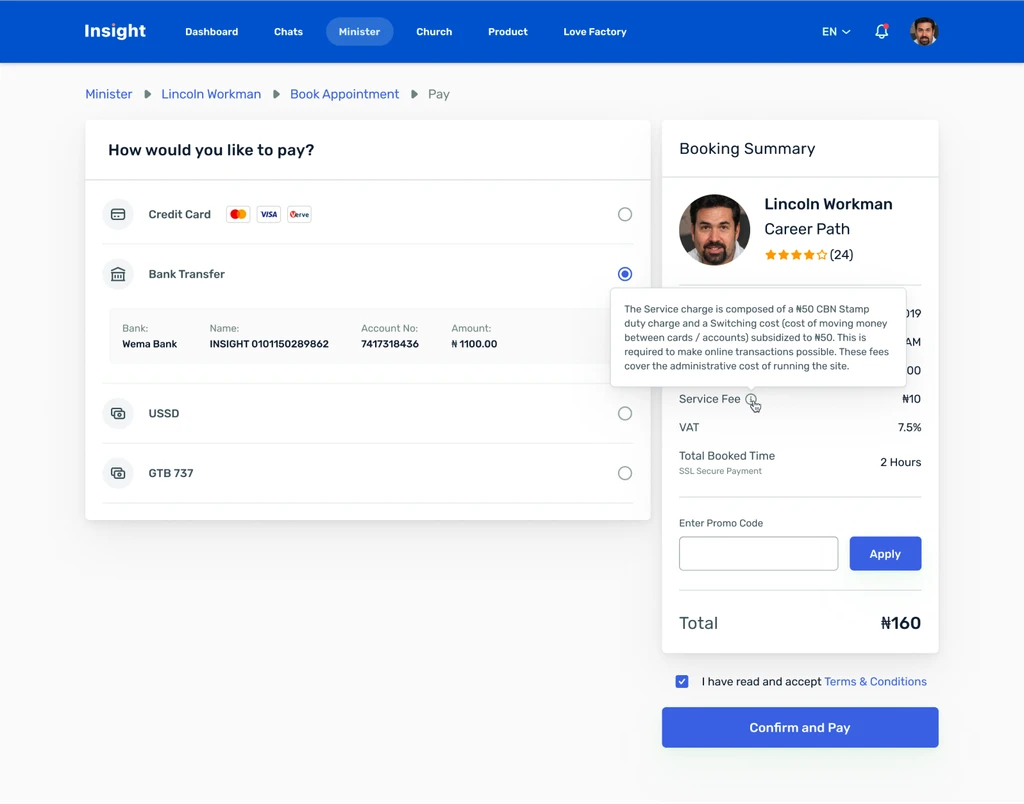 Insight
Dashboard
Chats
Minister
Church
Product
Love Factory
EN
Minister
Lincoln Workman
Book Appointment
Pay
How would you like to pay?
Credit Card
VISA
Verve
Bank Transfer
Bank:
Wema Bank
Name:
INSIGHT 0101150289862
Account No:
7417318436
Amount:
₦ 1100.00
USSD
GTB 737
Booking Summary
Lincoln Workman
Career Path
(24)
The Service charge is composed of a ₦50 CBN Stamp
duty charge and a Switching cost (cost of moving money
between cards / accounts) subsidized to ₦50. This is
required to make online transactions possible. These fees
cover the administrative cost of running the site.
019
AM
00
Service Fee
₦10
VAT
7.5%
Total Booked Time
SSL Secure Payment
2 Hours
Enter Promo Code
Apply
Total
₦160
I have read and accept Terms & Conditions
Confirm and Pay